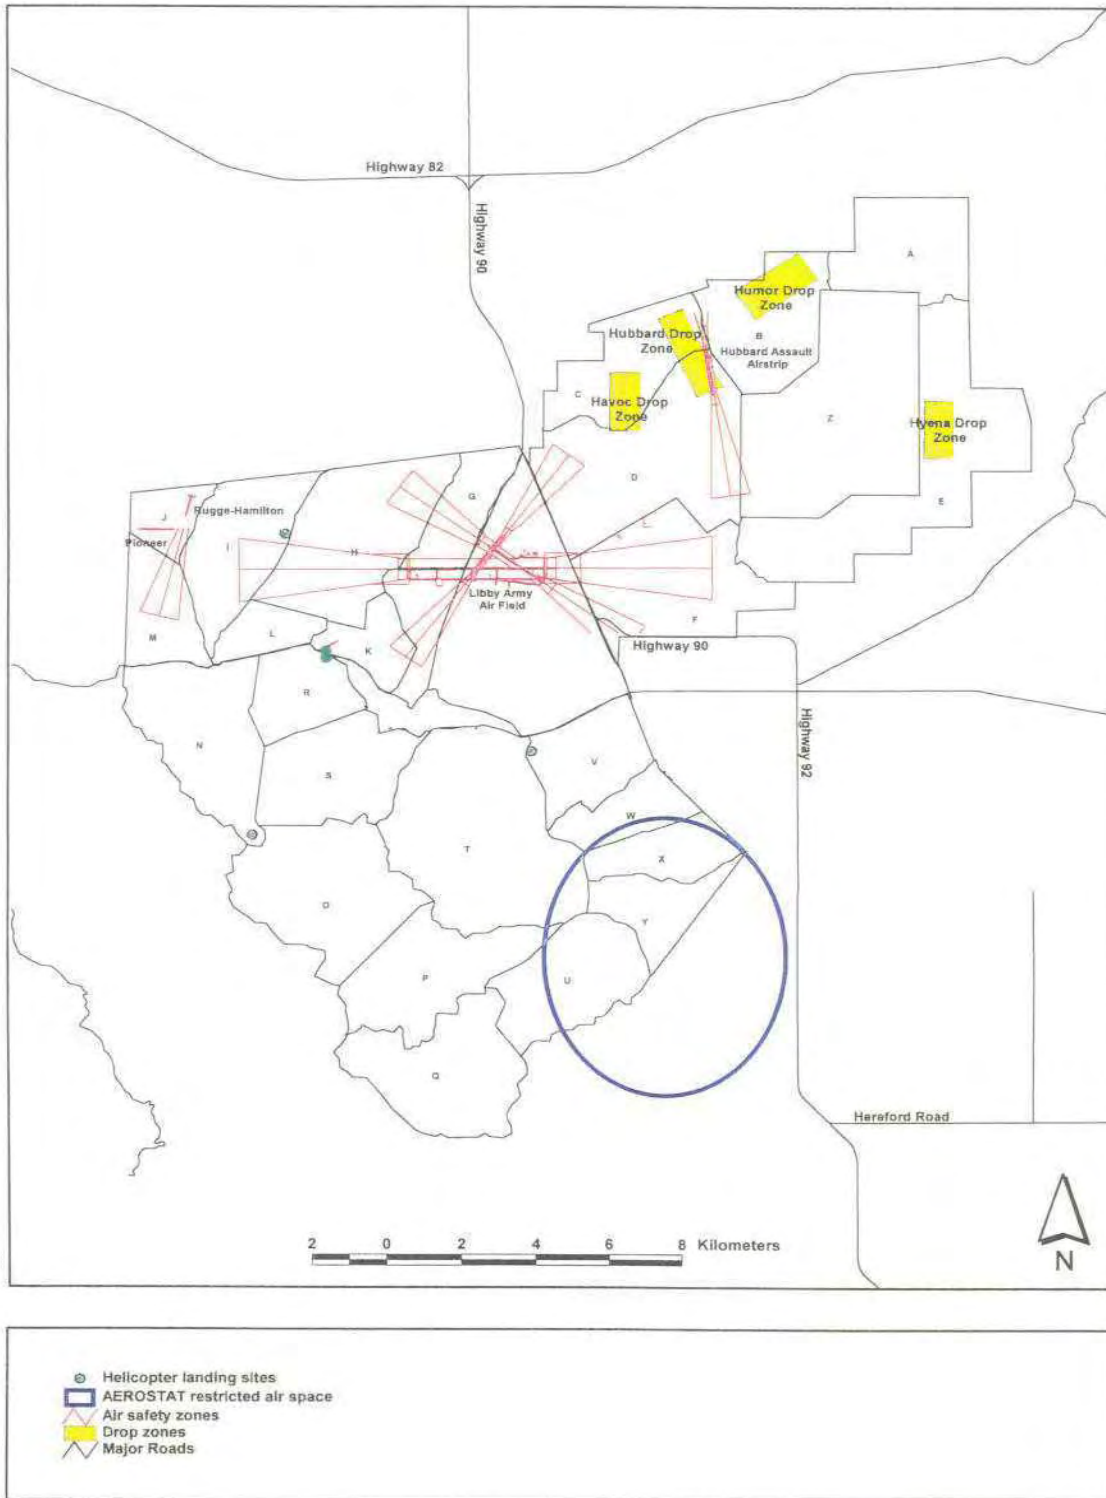 Highway 82
Highway 90
A
Humor Drop
Zone
Hubbard Drop
Zone
B
Hubbard Assault
Airstrip
C
Havoc Drop
Zone
Z
Hyena Drop
Zone
D
E
G
J
Rugge-Hamilton
Pioneer
I
H
Libby Army
Air Field
F
Highway 90
M
L
K
R
Highway 92
N
S
V
W
T
X
O
Y
P
U
Q
Hereford Road
2 0 2 4 6 8 Kilometers
N
Helicopter landing sites
AEROSTAT restricted air space
Air safety zones
Drop zones
Major Roads